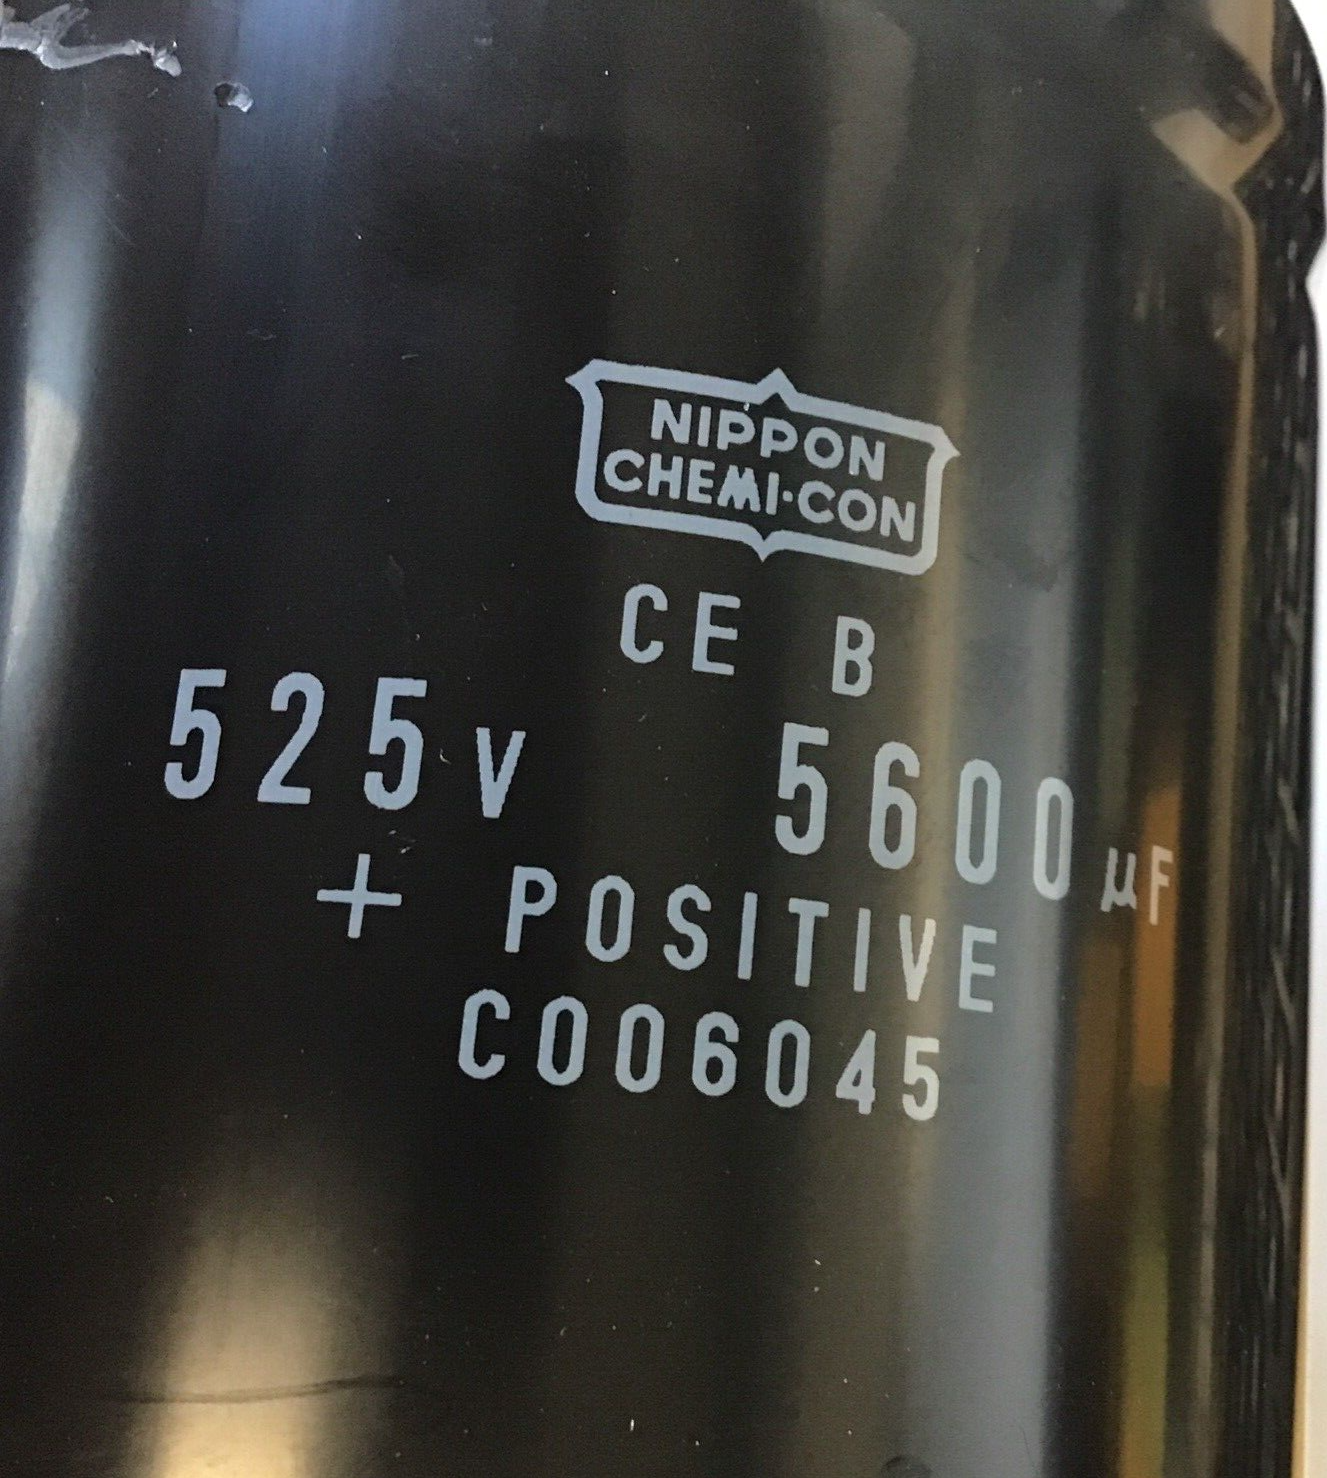 NIPPON
CHEMI-CON
CE B
525V 5600µF
+ POSITIVE
C006045